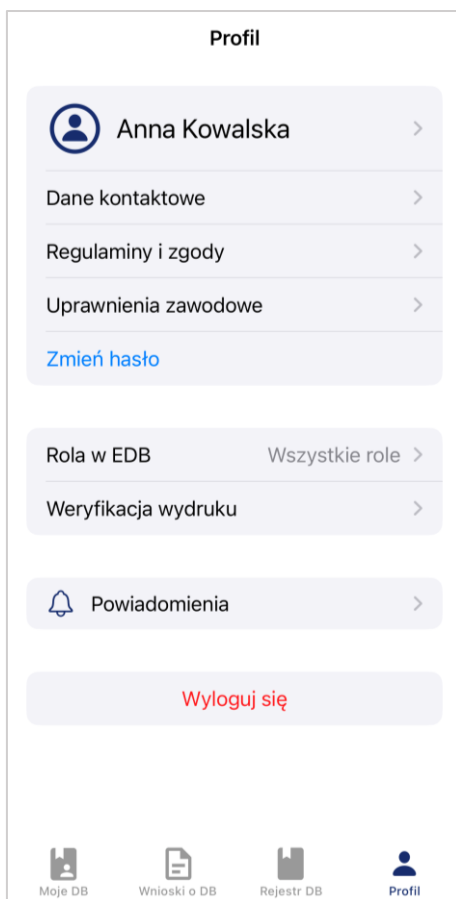 Profil
Anna Kowalska
Dane kontaktowe
Regulaminy i zgody
Uprawnienia zawodowe
Zmień hasło
Rola w EDB Wszystkie role
Weryfikacja wydruku
Powiadomienia
Wyloguj się
Moje DB Wnioski o DB Rejestr DB Profil